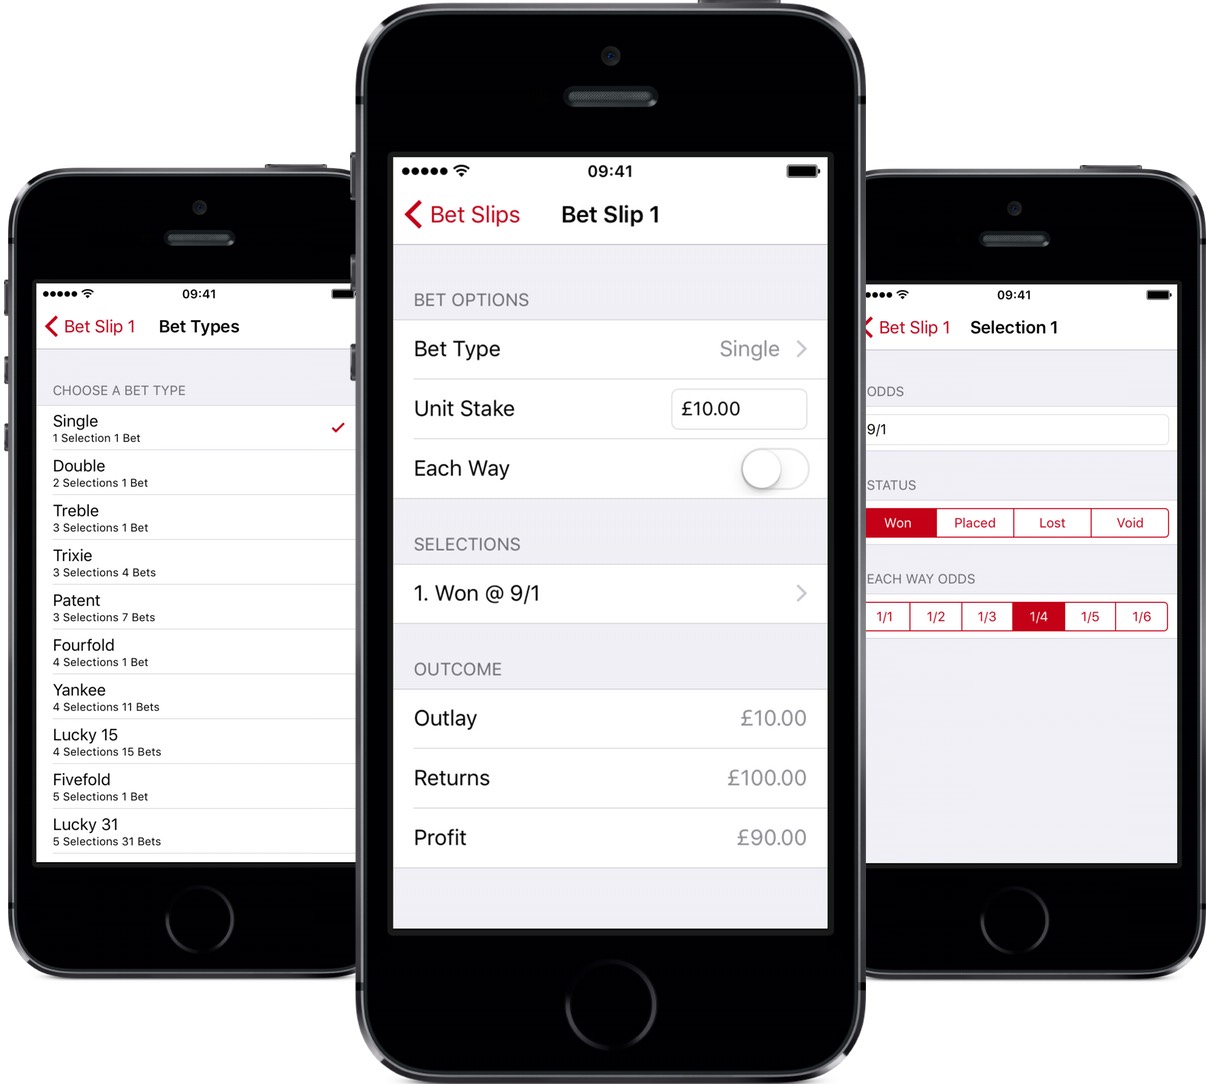 09:41
Bet Slip 1 Bet Types
CHOOSE A BET TYPE
Single
1 Selection 1 Bet
Double
2 Selections 1 Bet
Treble
3 Selections 1 Bet
Trixie
3 Selections 4 Bets
Patent
3 Selections 7 Bets
Fourfold
4 Selections 1 Bet
Yankee
4 Selections 11 Bets
Lucky 15
4 Selections 15 Bets
Fivefold
5 Selections 1 Bet
Lucky 31
5 Selections 31 Bets
09:41
Bet Slips Bet Slip 1
BET OPTIONS
Bet Type Single
Unit Stake £10.00
Each Way
SELECTIONS
1. Won @ 9/1
OUTCOME
Outlay £10.00
Returns £100.00
Profit £90.00
09:41
Bet Slip 1 Selection 1
ODDS
9/1
STATUS
Won Placed Lost Void
EACH WAY ODDS
1/1 1/2 1/3 1/4 1/5 1/6